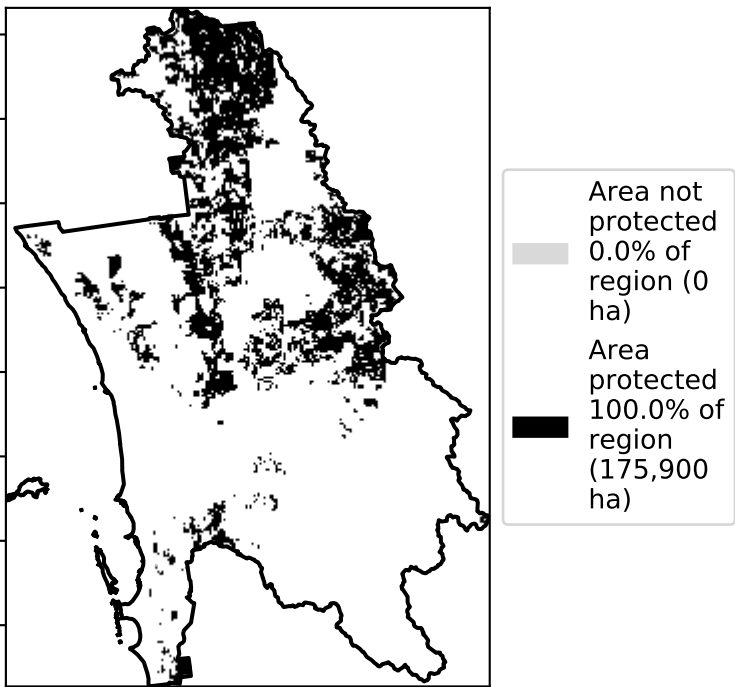 Area not
protected
0.0% of
region (0
ha)
Area
protected
100.0% of
region
(175,900
ha)